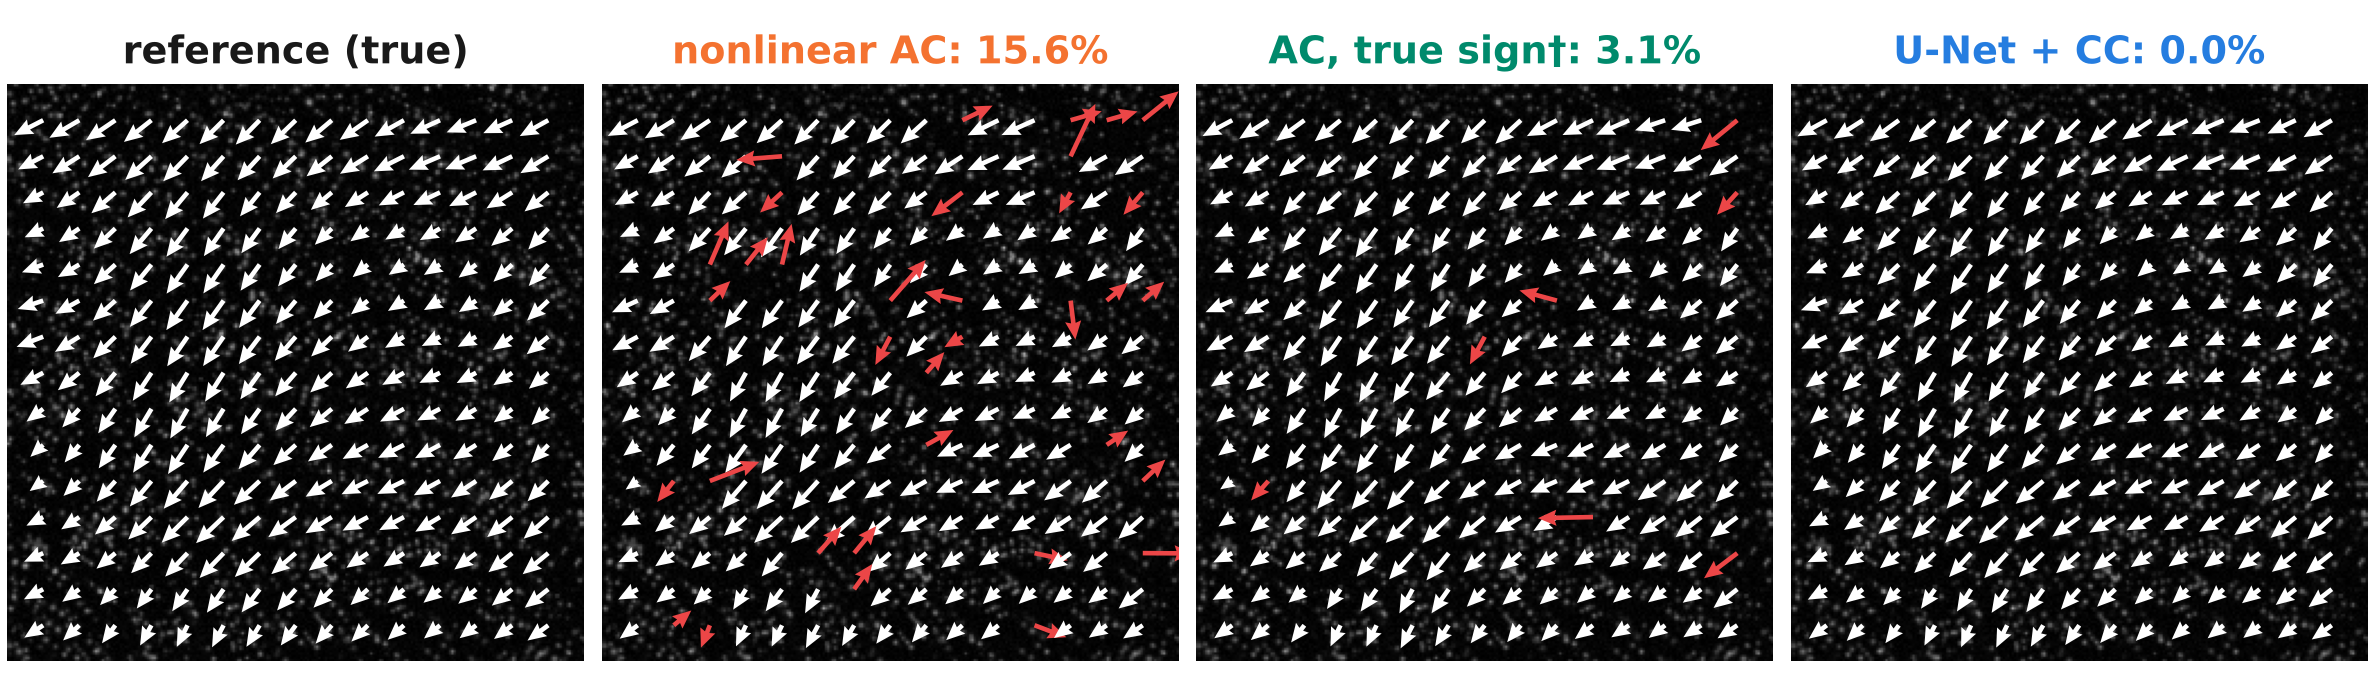 reference (true)
nonlinear AC: 15.6%
AC, true sign†: 3.1%
U-Net + CC: 0.0%